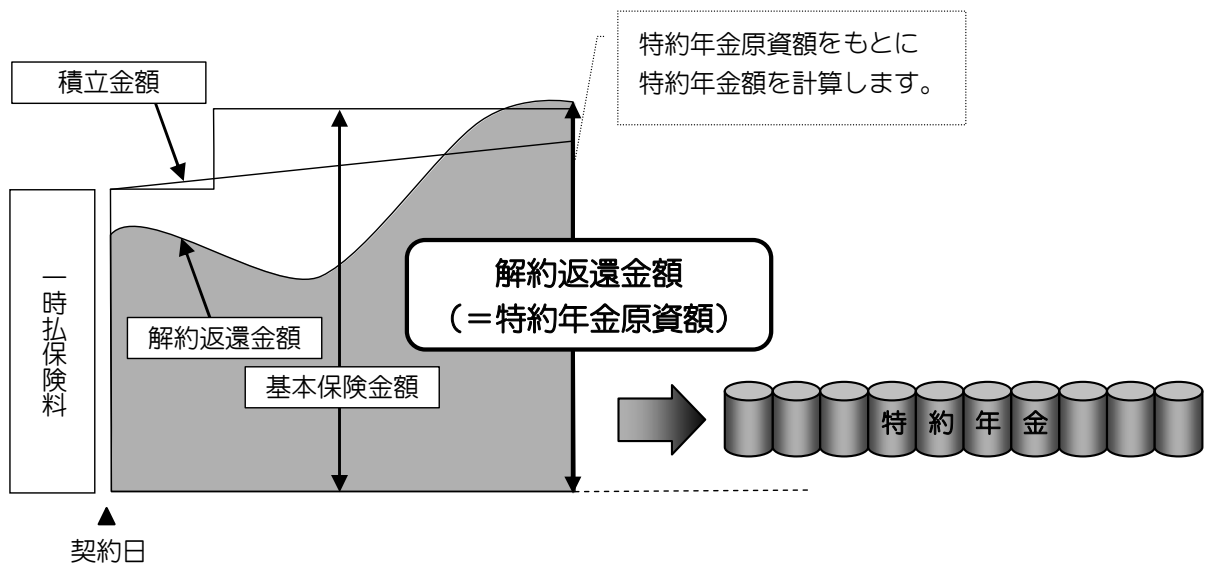 特約年金原資額をもとに
特約年金額を計算します。
積立金額
一時払保険料
解約返還金額
(＝特約年金原資額)
解約返還金額
基本保険金額
特約年金
▲
契約日